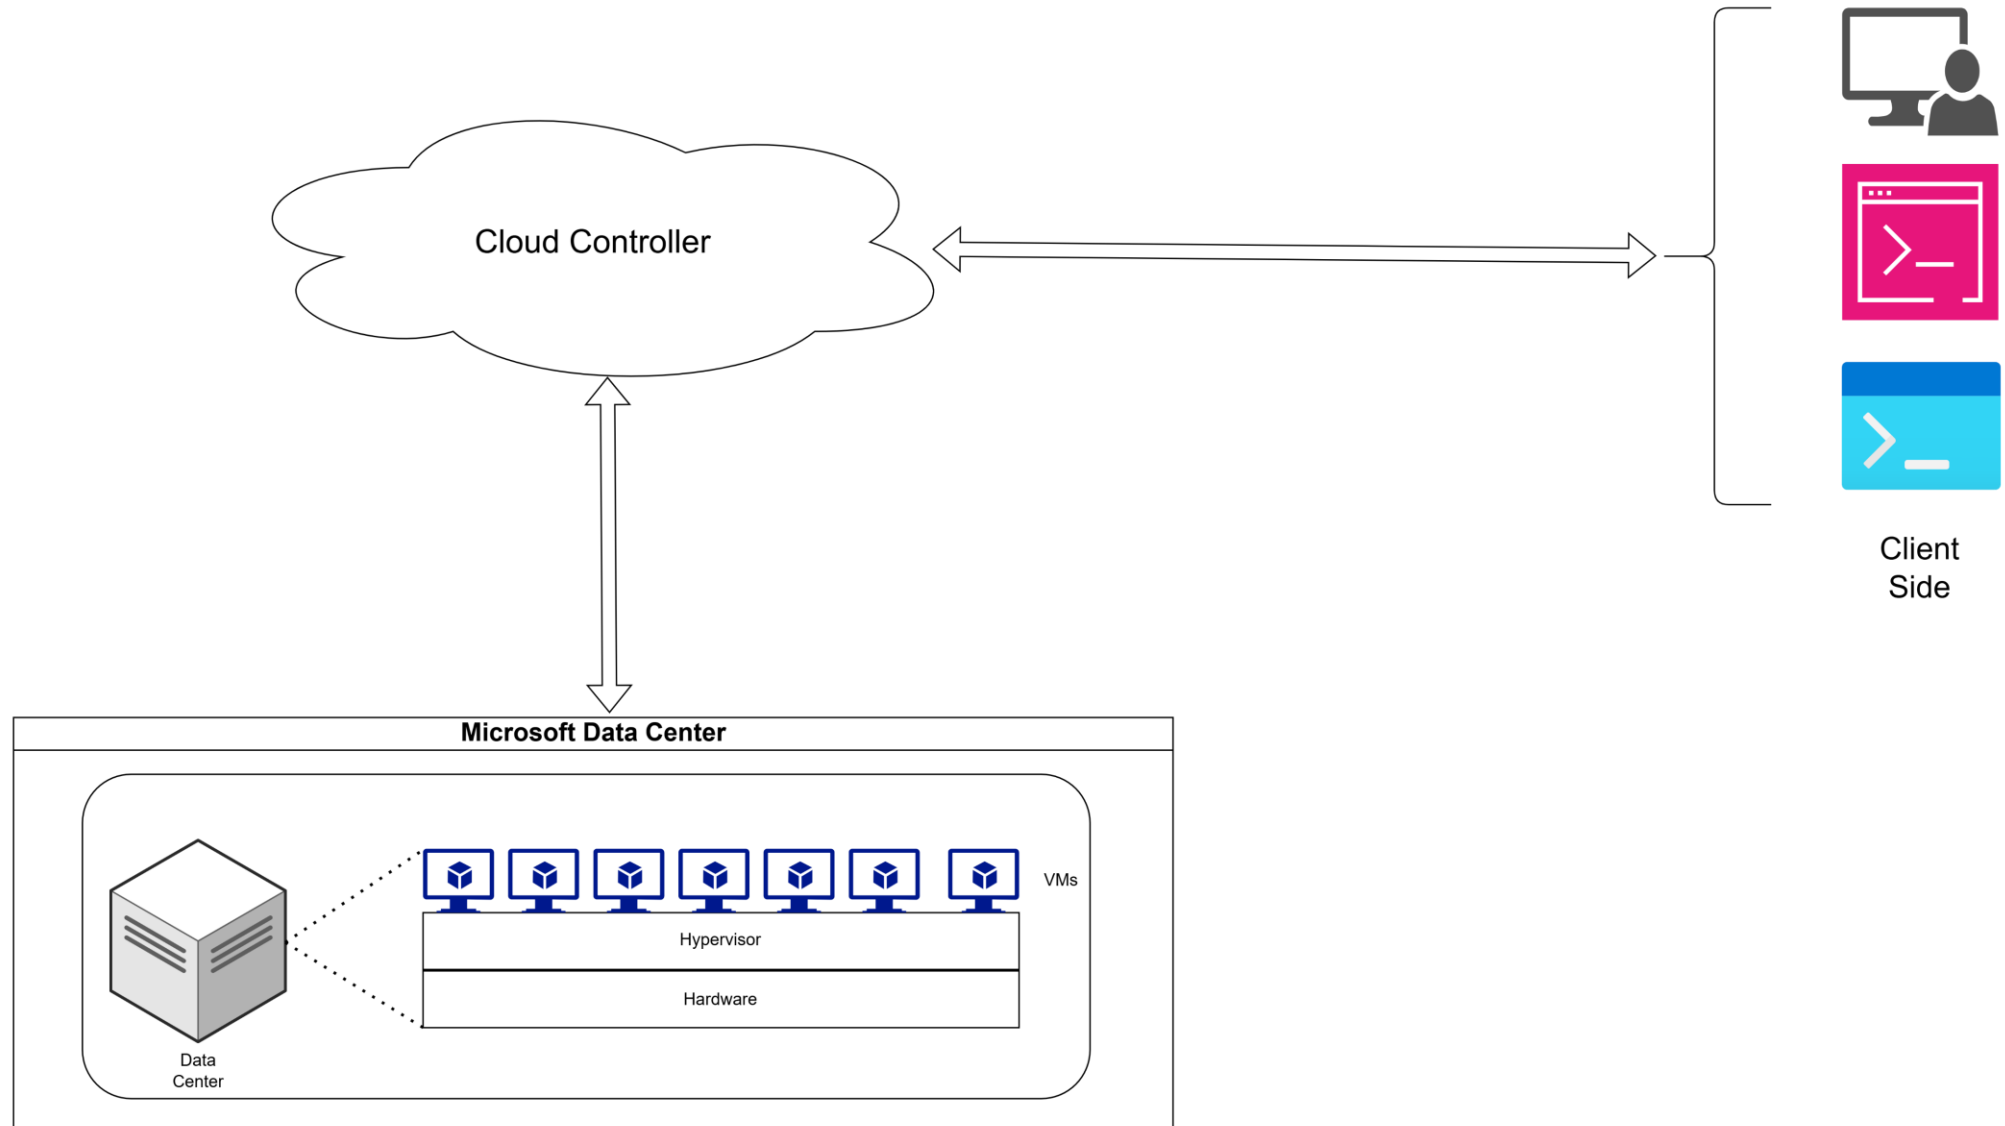 Cloud Controller
Client
Side
Microsoft Data Center
VMs
Hypervisor
Hardware
Data
Center